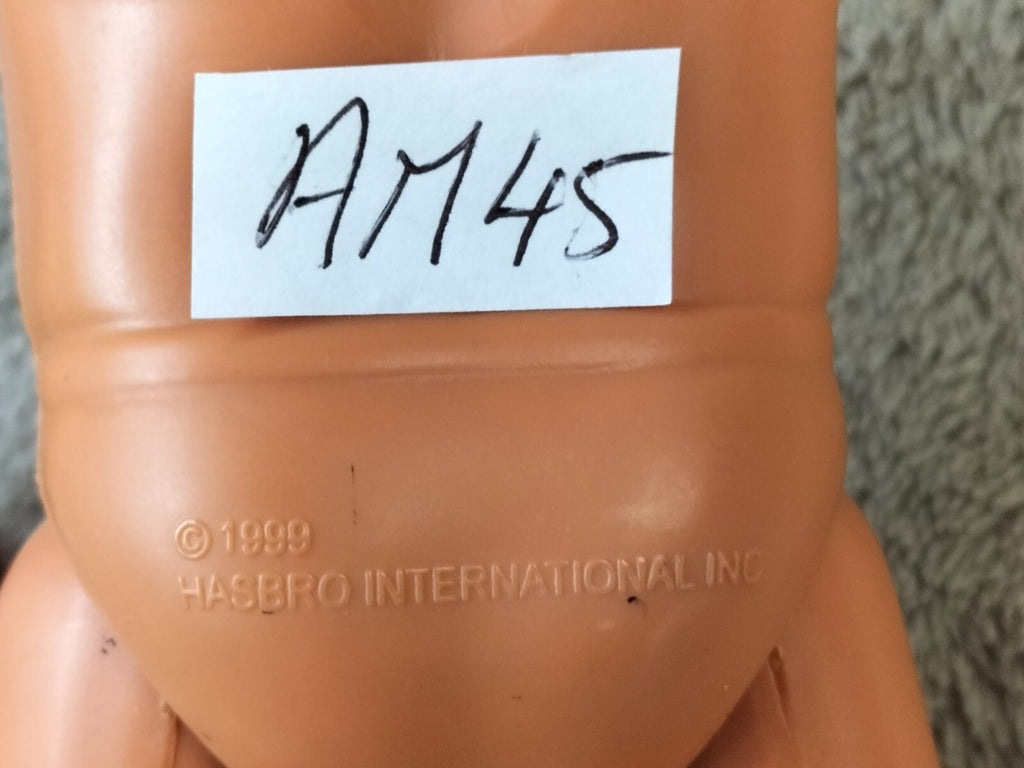 AM45
© 1999
HASBRO INTERNATIONAL INC